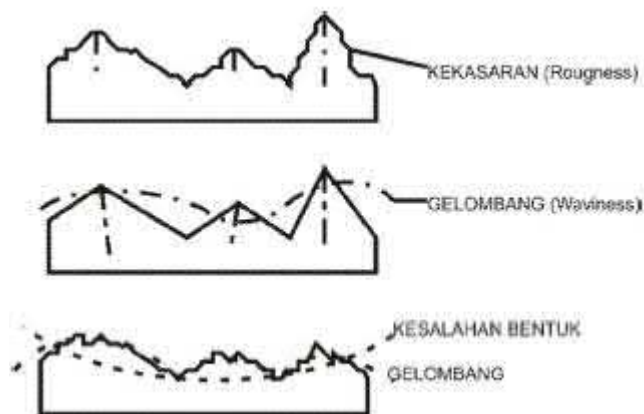 KEKASARAN (Rougness)
GELOMBANG (Waviness)
KESALAHAN BENTUK
GELOMBANG